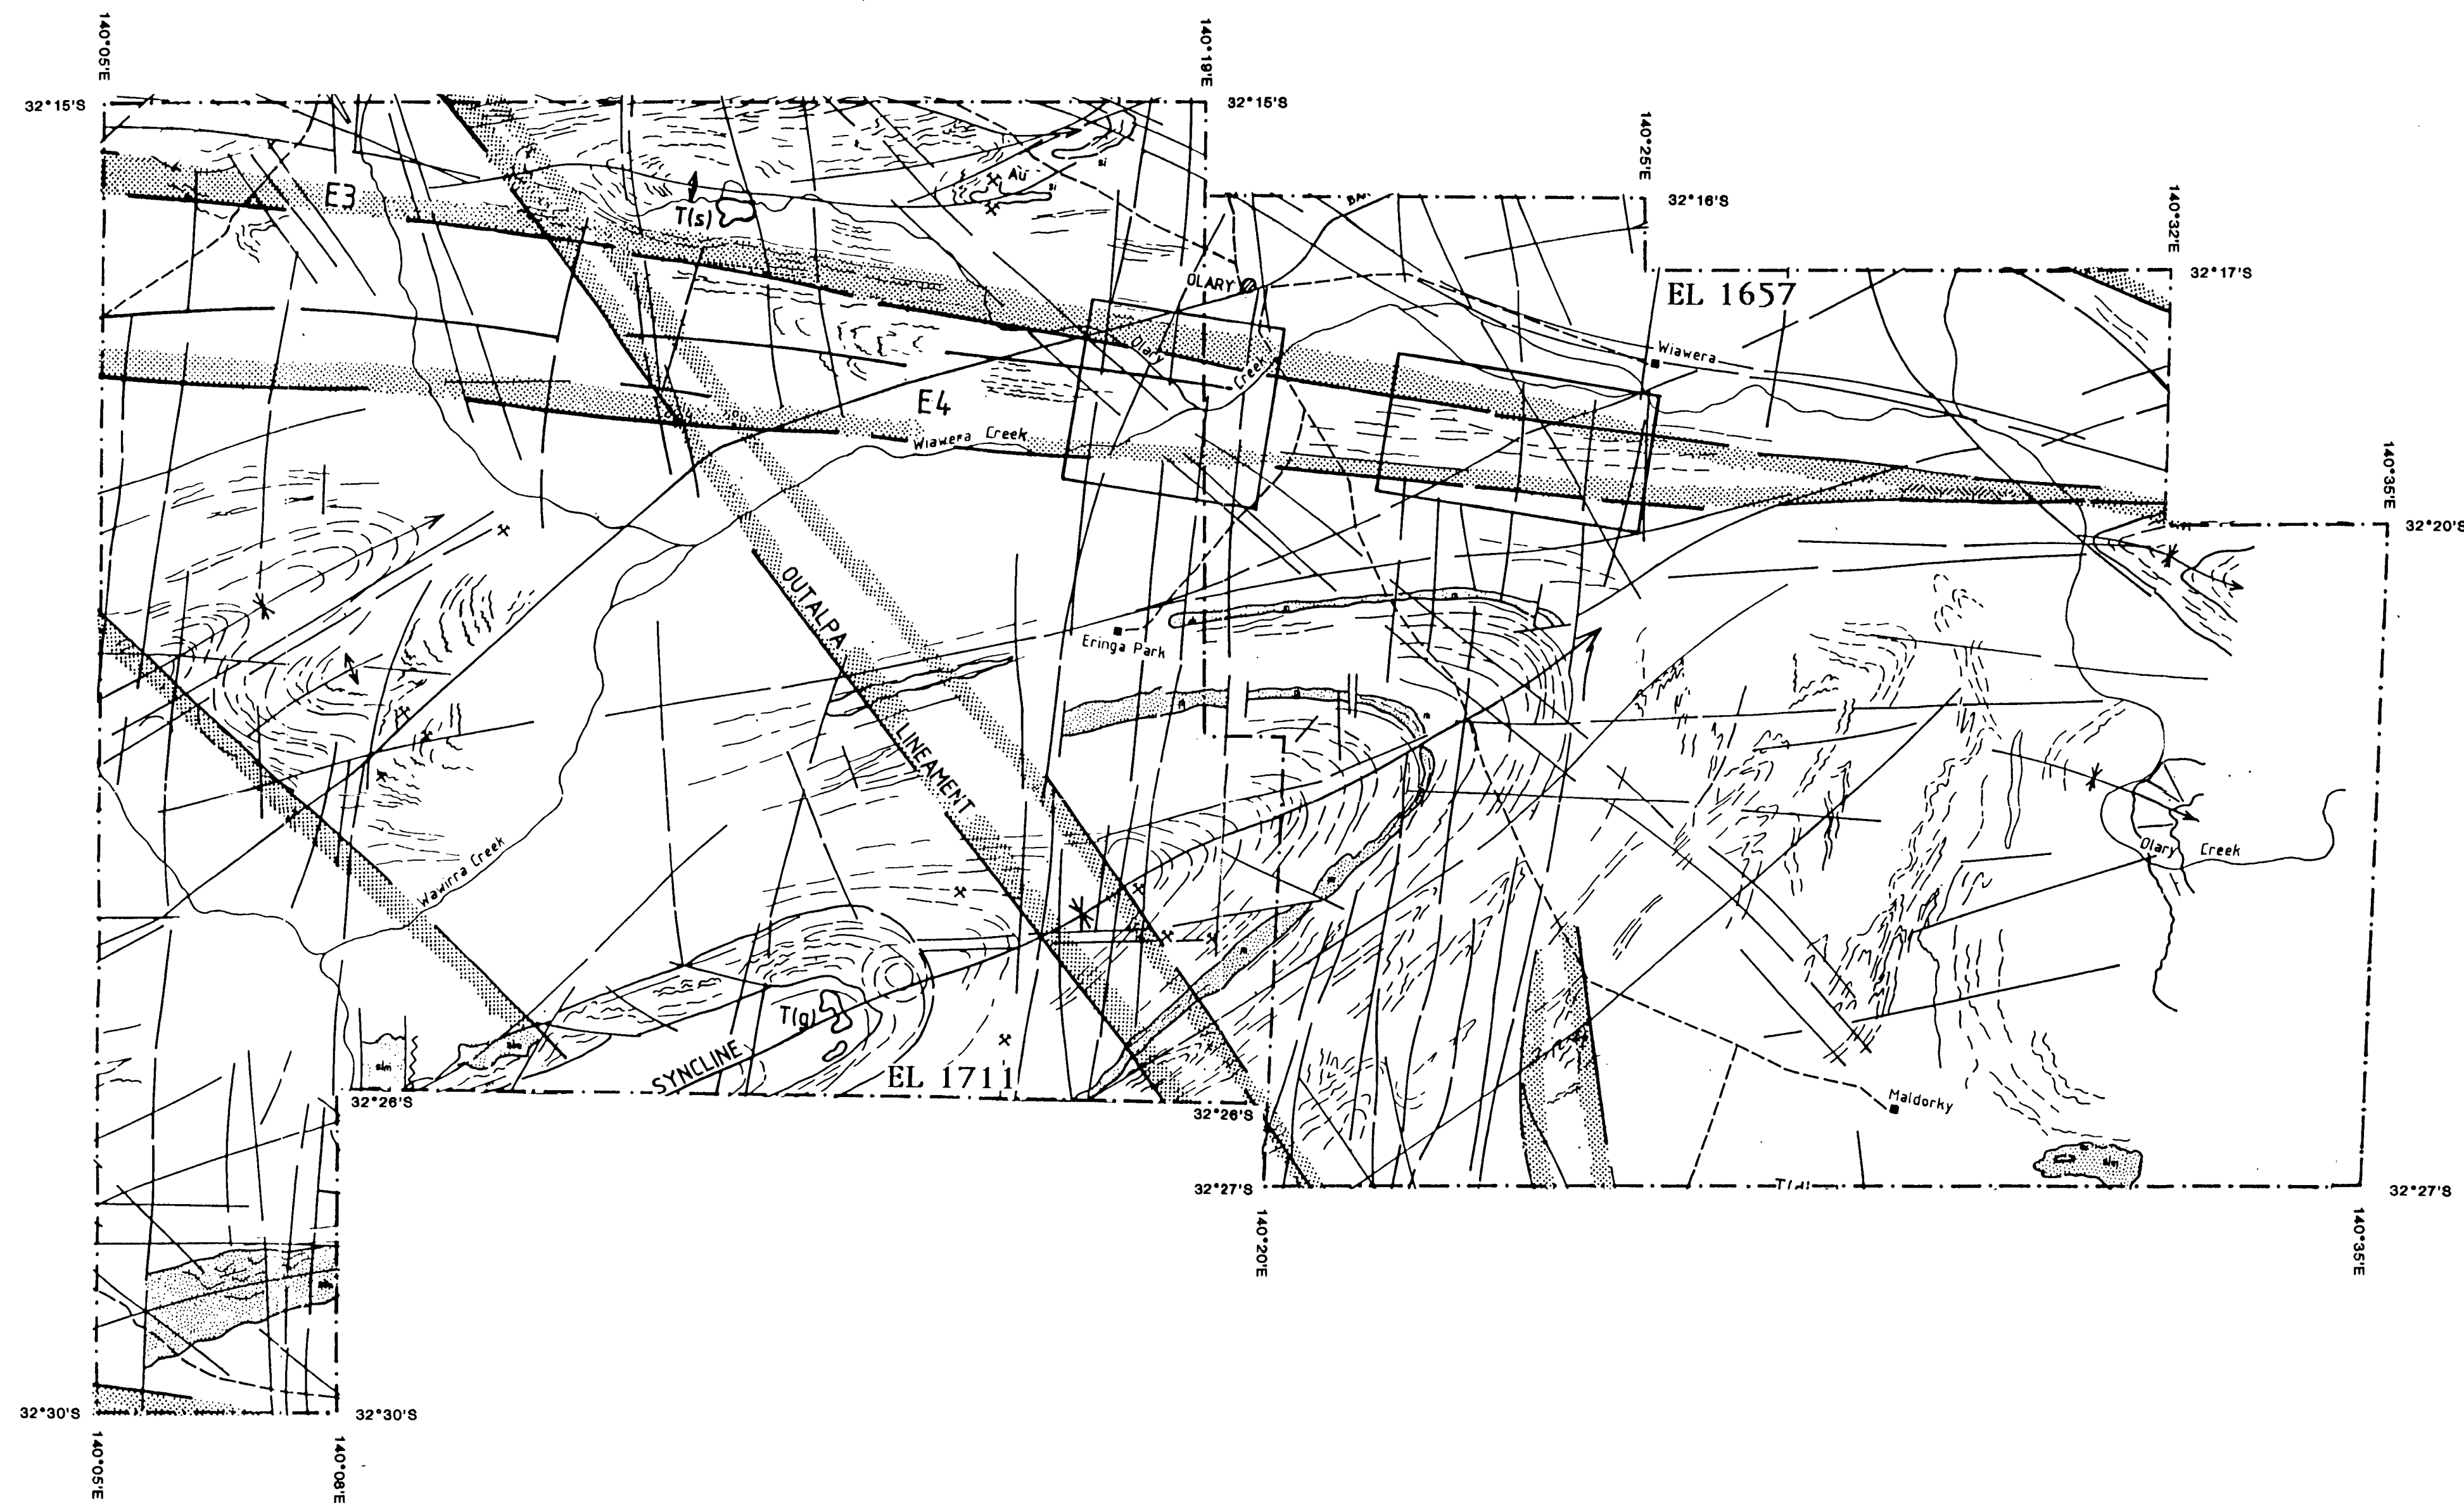 140°05'E
140°19'E
32°15'S
32°15'S
140°25'E
32°16'S
140°32'E
32°17'S
E3
T(s)
Au
si
si
OLARY
EL 1657
Olary
Creek
Wiawera
E4
Wiawera Creek
140°35'E
32°20'S
OUTALPA
LINEAMENT
Eringa Park
m
m
m
m
m
m
m
Wawirra Creek
Olary Creek
T(g)
SYNCLINE
EL 1711
slm
32°26'S
32°26'S
Maldorky
32°27'S
32°27'S
140°20'E
140°35'E
32°30'S
32°30'S
140°05'E
140°08'E